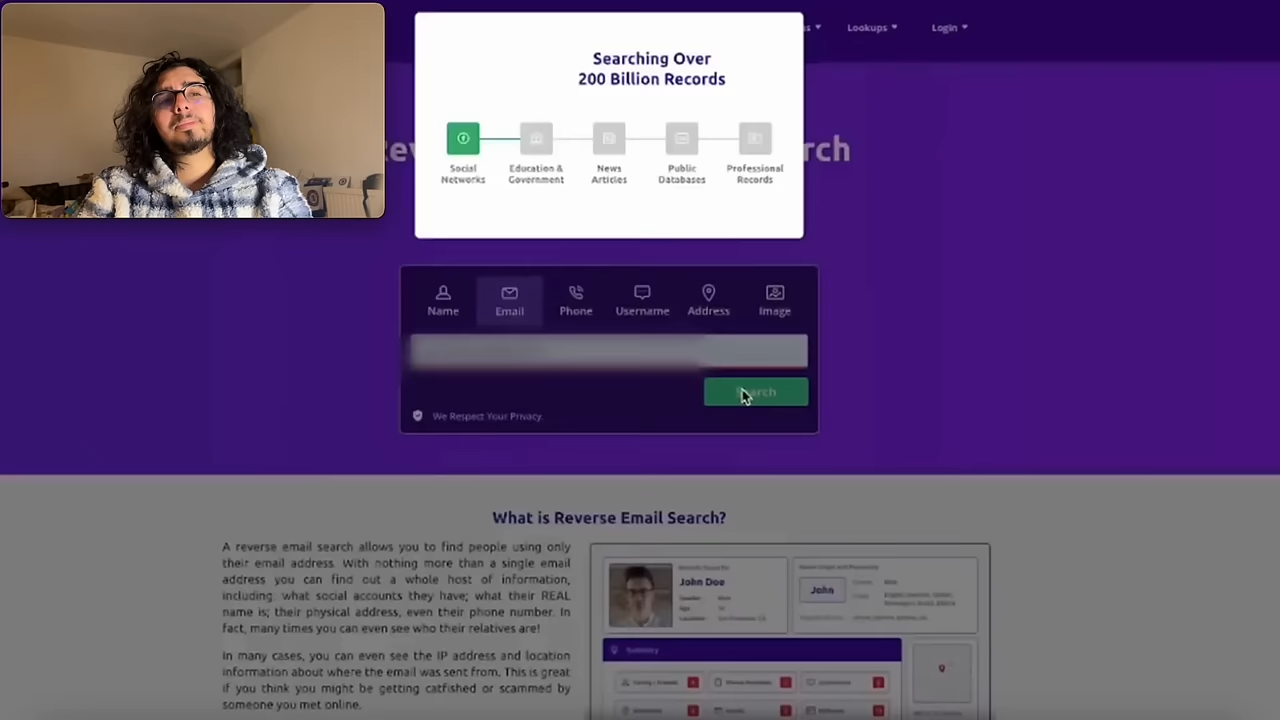 Lookups
Login
Searching Over
200 Billion Records
Social
Networks
Education &
Government
News
Articles
Public
Databases
Professional
Records
Name
Email
Phone
Username
Address
Image
Search
We Respect Your Privacy.
What is Reverse Email Search?
A reverse email search allows you to find people using only
their email address. With nothing more than a single email
address you can find out a whole host of information,
including: what social accounts they have; what their REAL
name is; their physical address, even their phone number. In
fact, many times you can even see who their relatives are!
In many cases, you can even see the IP address and location
information about where the email was sent from. This is great
if you think you might be getting catfished or scammed by
someone you met online.
John Doe
John
Summary